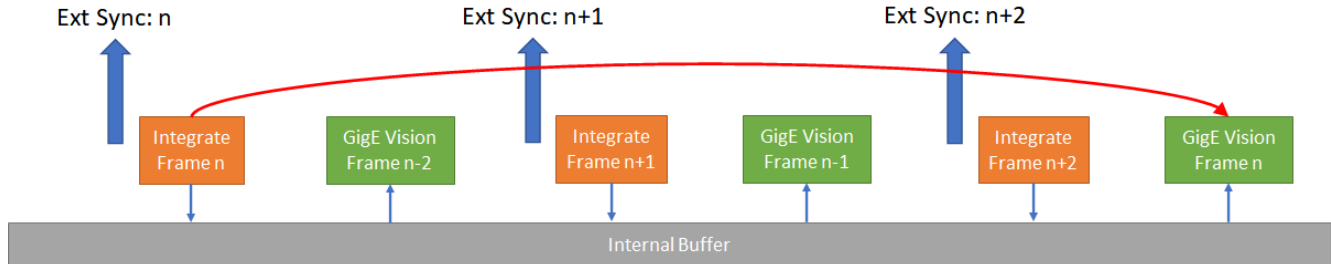 Ext Sync: n
Ext Sync: n+1
Ext Sync: n+2
Integrate
Frame n
GigE Vision
Frame n-2
Integrate
Frame n+1
GigE Vision
Frame n-1
Integrate
Frame n+2
GigE Vision
Frame n
Internal Buffer